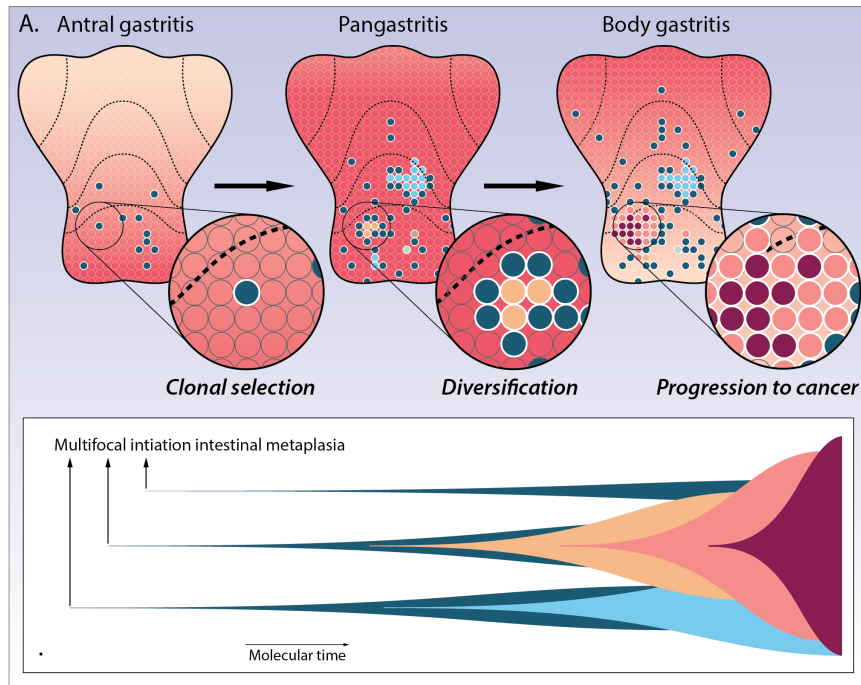 A.
Antral gastritis
Pangastritis
Body gastritis
Clonal selection
Diversification
Progression to cancer
Multifocal intiation intestinal metaplasia
Molecular time